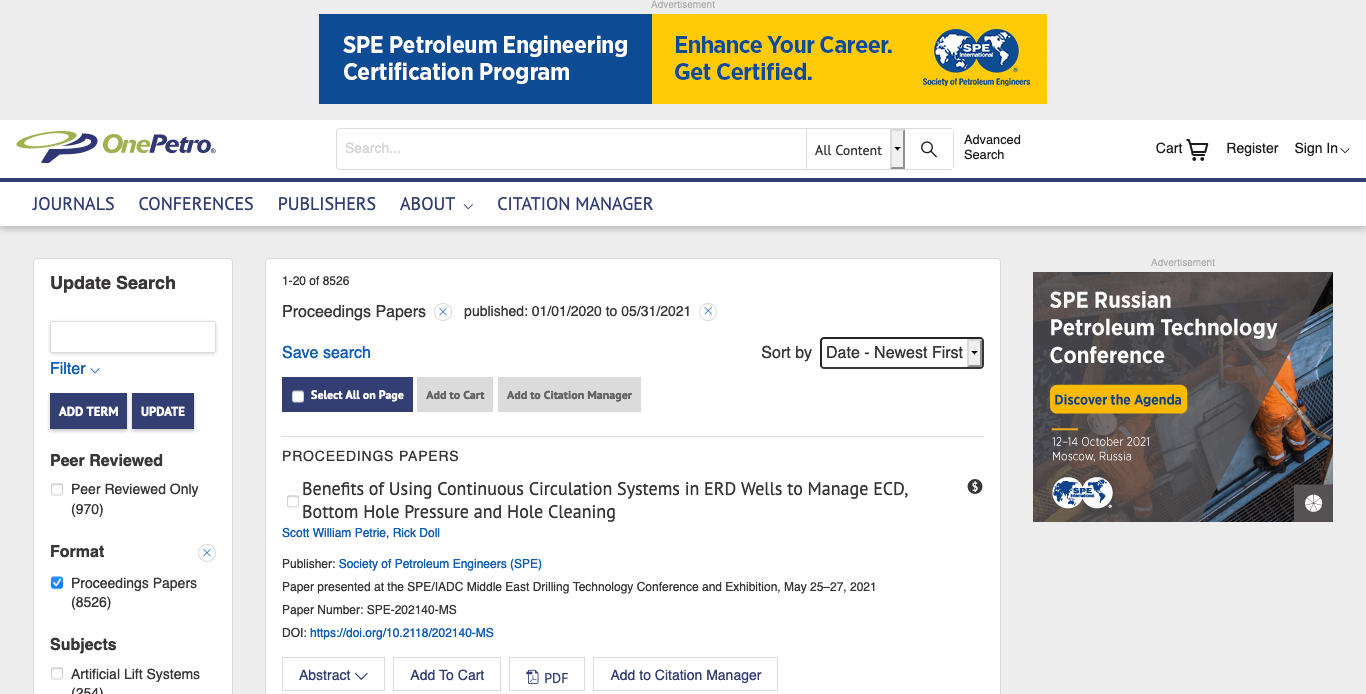 Advertisement
SPE Petroleum Engineering
Certification Program
Enhance Your Career.
Get Certified.
SPE
International
Society of Petroleum Engineers
OnePetro
Search...
All Content
Advanced
Search
Cart
Register
Sign In
JOURNALS
CONFERENCES
PUBLISHERS
ABOUT
CITATION MANAGER
Update Search
Filter
ADD TERM
UPDATE
Peer Reviewed
Peer Reviewed Only
(970)
Format
Proceedings Papers
(8526)
Subjects
Artificial Lift Systems
(254)
1-20 of 8526
Proceedings Papers
published: 01/01/2020 to 05/31/2021
Save search
Sort by
Date - Newest First
Select All on Page
Add to Cart
Add to Citation Manager
PROCEEDINGS PAPERS
Benefits of Using Continuous Circulation Systems in ERD Wells to Manage ECD,
Bottom Hole Pressure and Hole Cleaning
Scott William Petrie, Rick Doll
Publisher: Society of Petroleum Engineers (SPE)
Paper presented at the SPE/IADC Middle East Drilling Technology Conference and Exhibition, May 25–27, 2021
Paper Number: SPE-202140-MS
DOI: https://doi.org/10.2118/202140-MS
Abstract
Add To Cart
PDF
Add to Citation Manager
Advertisement
SPE Russian
Petroleum Technology
Conference
Discover the Agenda
12–14 October 2021
Moscow, Russia
SPE
International